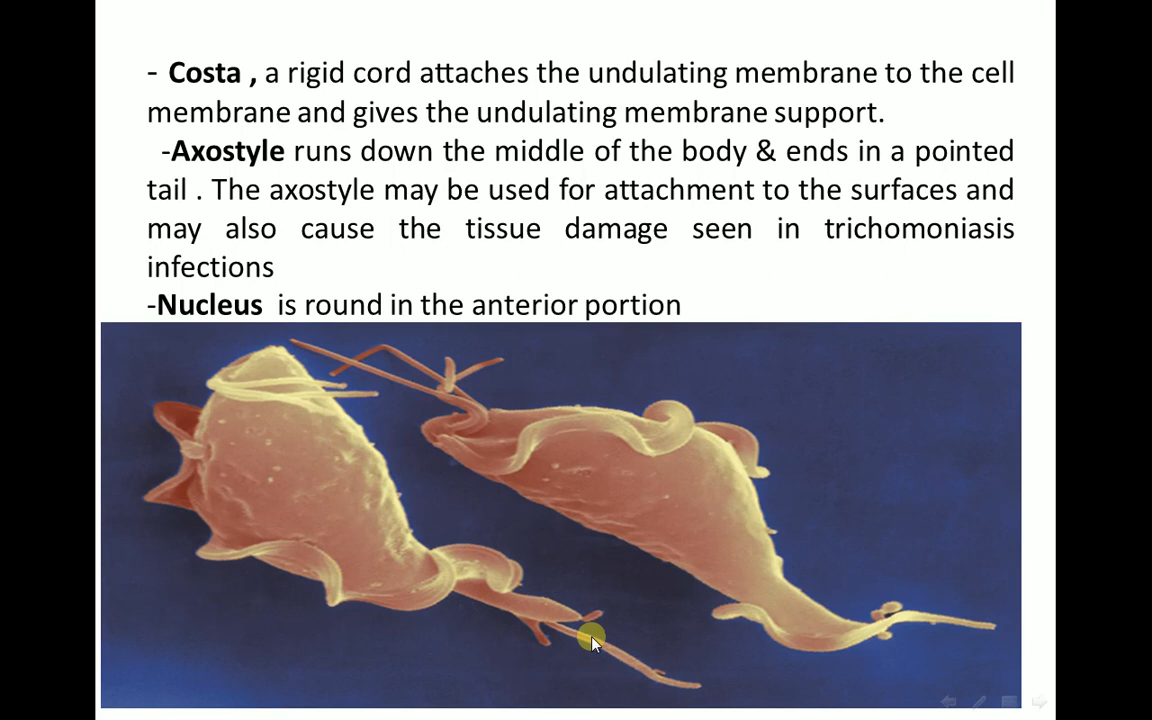 - Costa , a rigid cord attaches the undulating membrane to the cell
membrane and gives the undulating membrane support.
-Axostyle runs down the middle of the body & ends in a pointed
tail . The axostyle may be used for attachment to the surfaces and
may also cause the tissue damage seen in trichomoniasis
infections
-Nucleus is round in the anterior portion